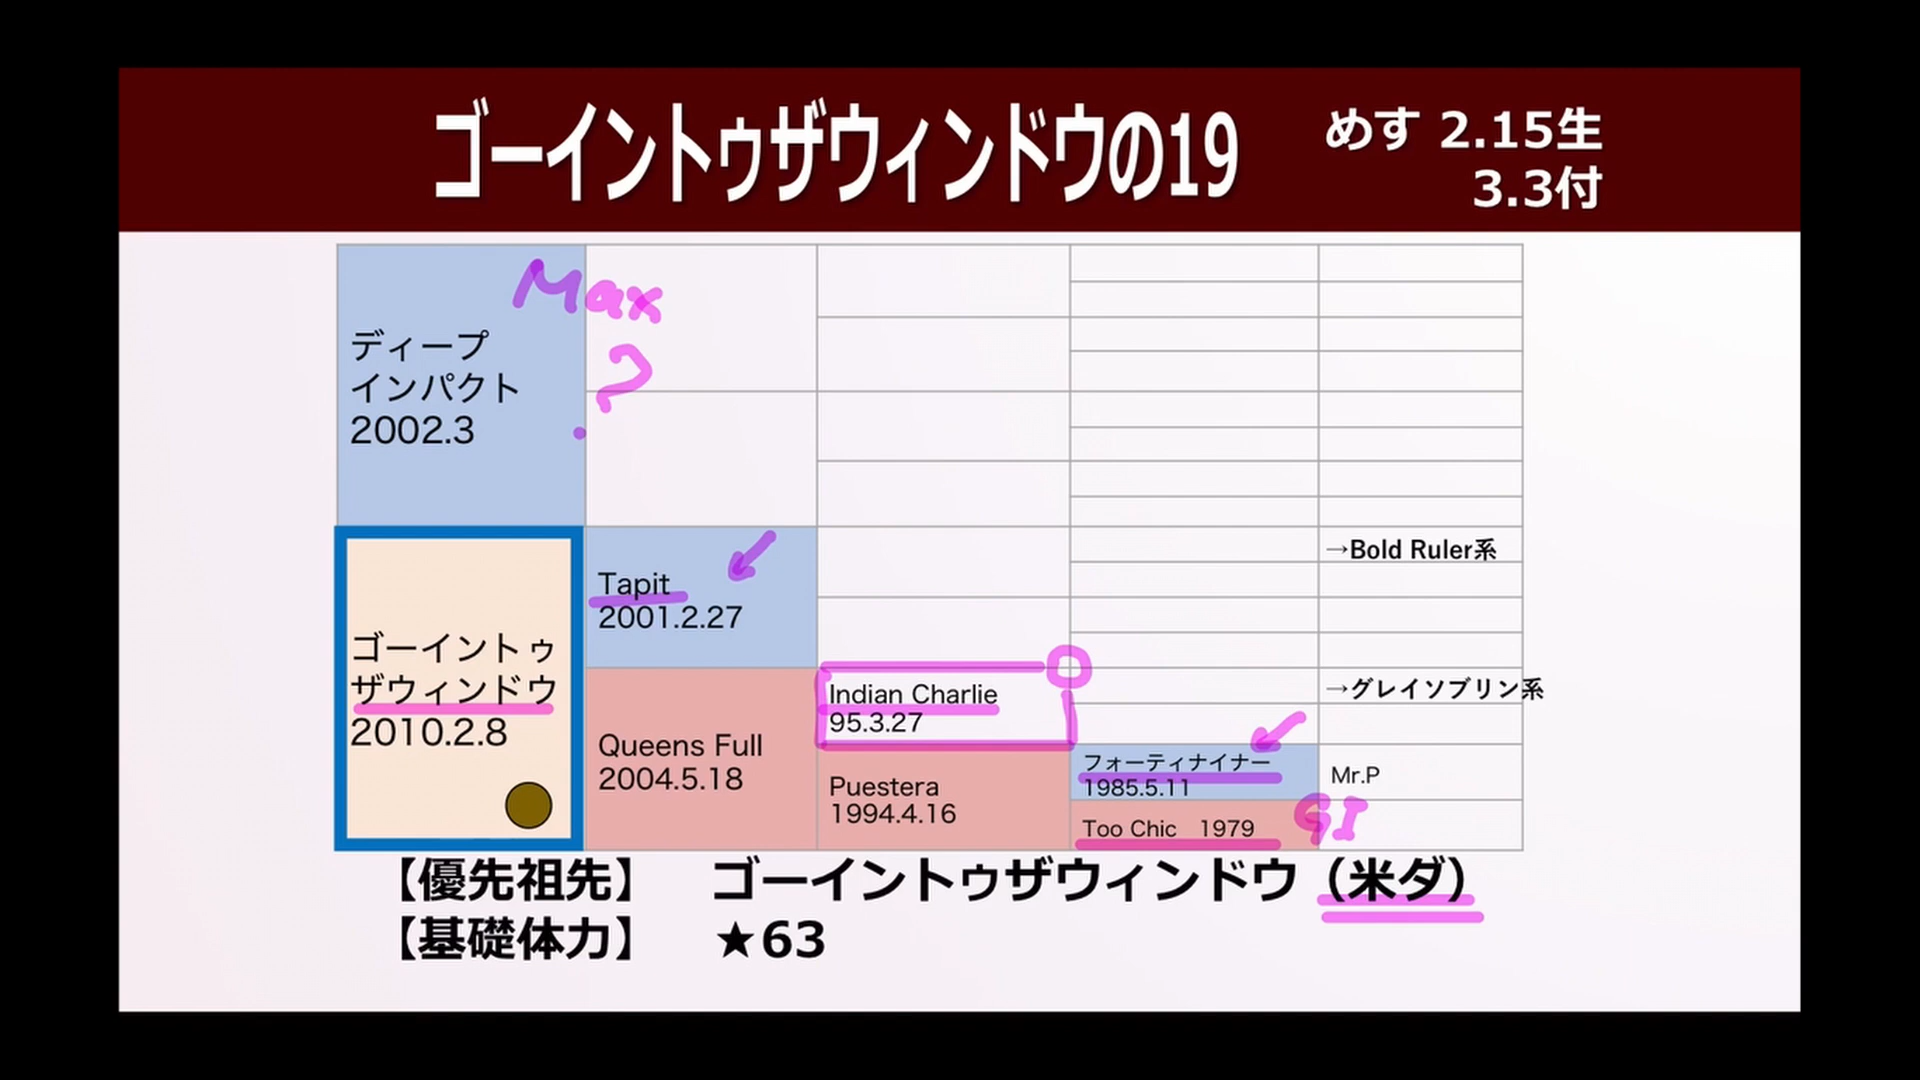 ゴーイントゥザウィンドウの19
めす 2.15生
3.3付
Max
?
ディープ
インパクト
2002.3
→Bold Ruler系
Tapit
2001.2.27
ゴーイントゥ
ザウィンドウ
2010.2.8
Indian Charlie
95.3.27
→グレイソブリン系
Queens Full
2004.5.18
Puestera
1994.4.16
フォーティナイナー
1985.5.11
Mr.P
Too Chic 1979
GI
【優先祖先】 ゴーイントゥザウィンドウ(米ダ)
【基礎体力】 ★63